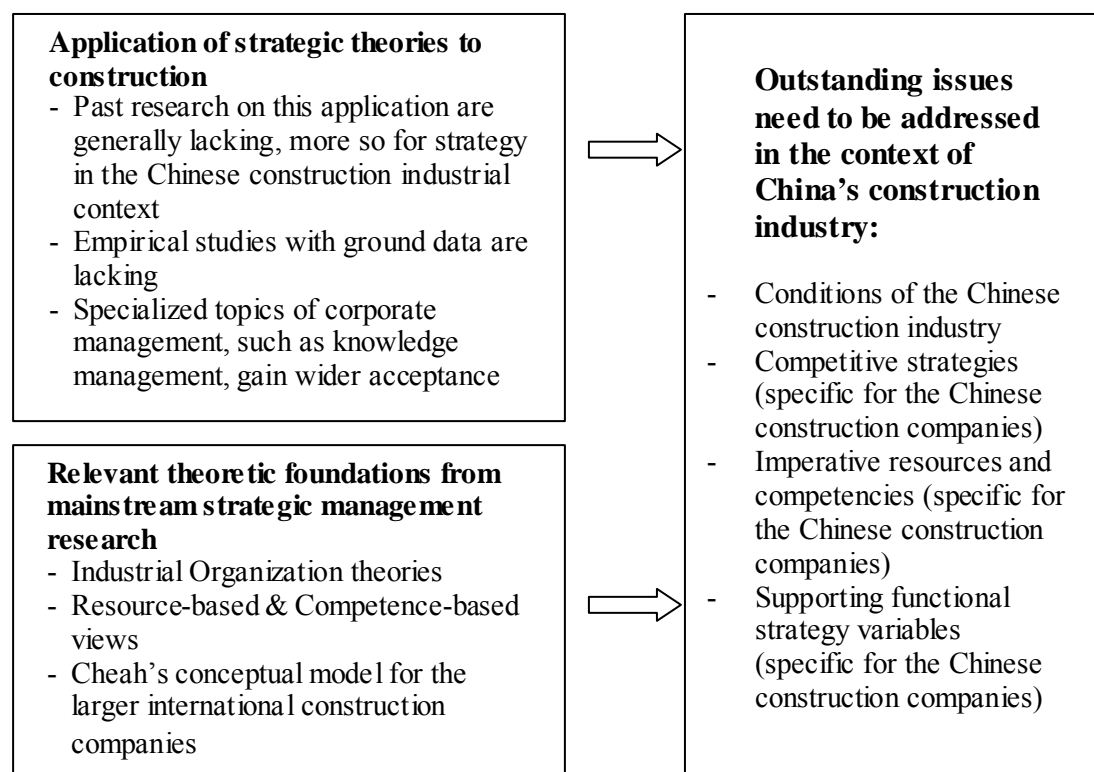 Application of strategic theories to
construction
- Past research on this application are
generally lacking, more so for strategy
in the Chinese construction industrial
context
- Empirical studies with ground data are
lacking
- Specialized topics of corporate
management, such as knowledge
management, gain wider acceptance
Relevant theoretic foundations from
mainstream strategic management
research
- Industrial Organization theories
- Resource-based & Competence-based
views
- Cheah's conceptual model for the
larger international construction
companies
Outstanding issues
need to be addressed
in the context of
China's construction
industry:
- Conditions of the Chinese
construction industry
- Competitive strategies
(specific for the Chinese
construction companies)
- Imperative resources and
competencies (specific for
the Chinese construction
companies)
- Supporting functional
strategy variables
(specific for the Chinese
construction companies)